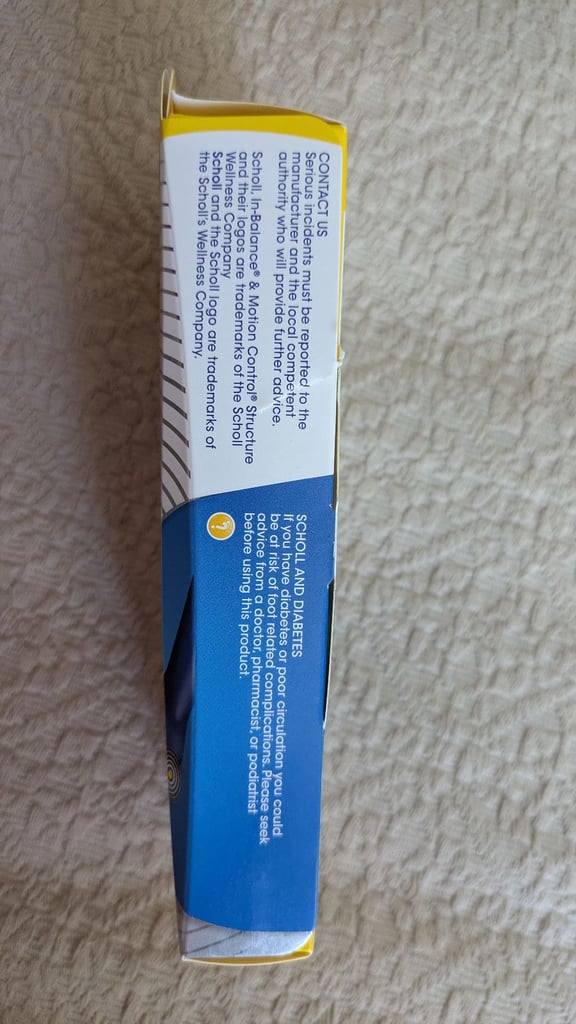 CONTACT US
Serious incidents must be reported to the
manufacturer and the local competent
authority who will provide further advice.
Scholl, In-Balance® & Motion Control® Structure
and their logos are trademarks of the Scholl
Wellness Company
Scholl and the Scholl logo are trademarks of
the Scholl's Wellness Company.
SCHOLL AND DIABETES
If you have diabetes or poor circulation you could
be at risk of foot related complications. Please seek
advice from a doctor, pharmacist, or podiatrist
before using this product.